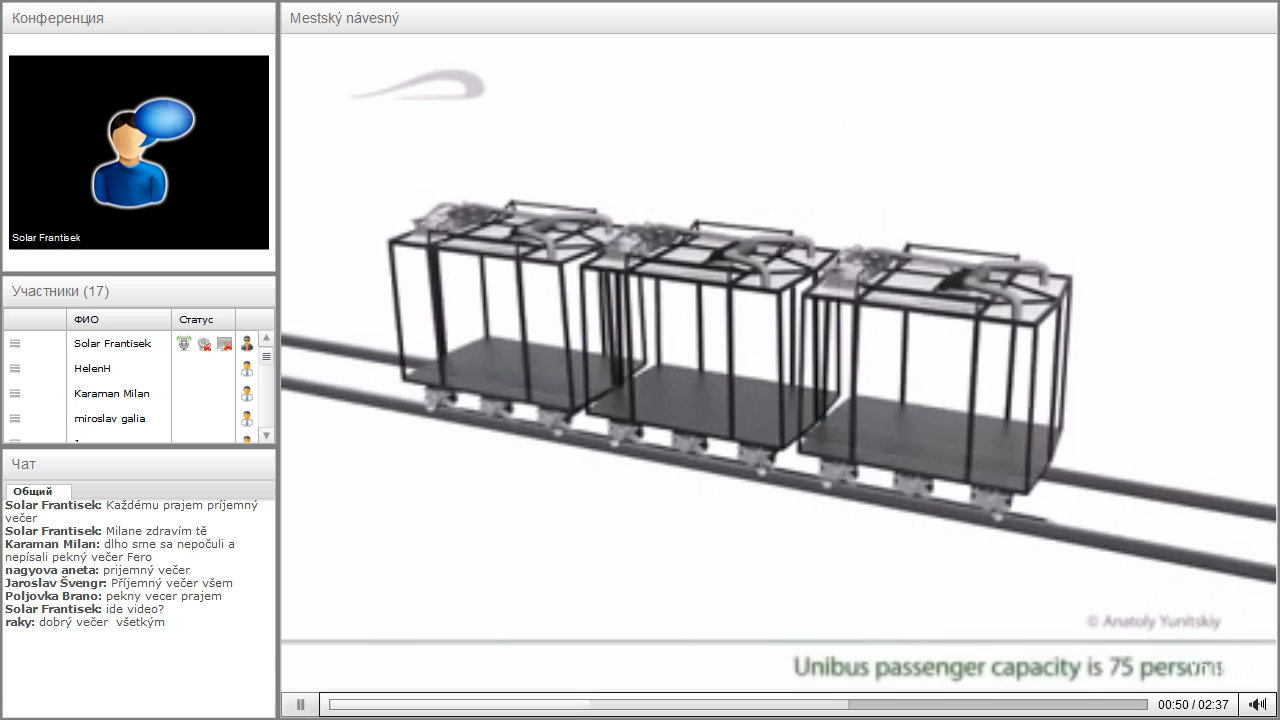 Конференция
Solar Frantisek
Участники (17)
ФИО Статус
Solar Frantisek
HelenH
Karaman Milan
miroslav galia
Чат
Общий
Solar Frantisek: Každému prajem príjemný
večer
Solar Frantisek: Milane zdravím tě
Karaman Milan: dlho sme sa nepočuli a
nepísali pekný večer Fero
nagyova aneta: prijemný večer
Jaroslav Švengr: Příjemný večer všem
Poljovka Brano: pekny vecer prajem
Solar Frantisek: ide video?
raky: dobrý večer všetkým
Mestský návesný
© Anatoly Yunitskiy
Unibus passenger capacity is 75 persons
00:50 / 02:37